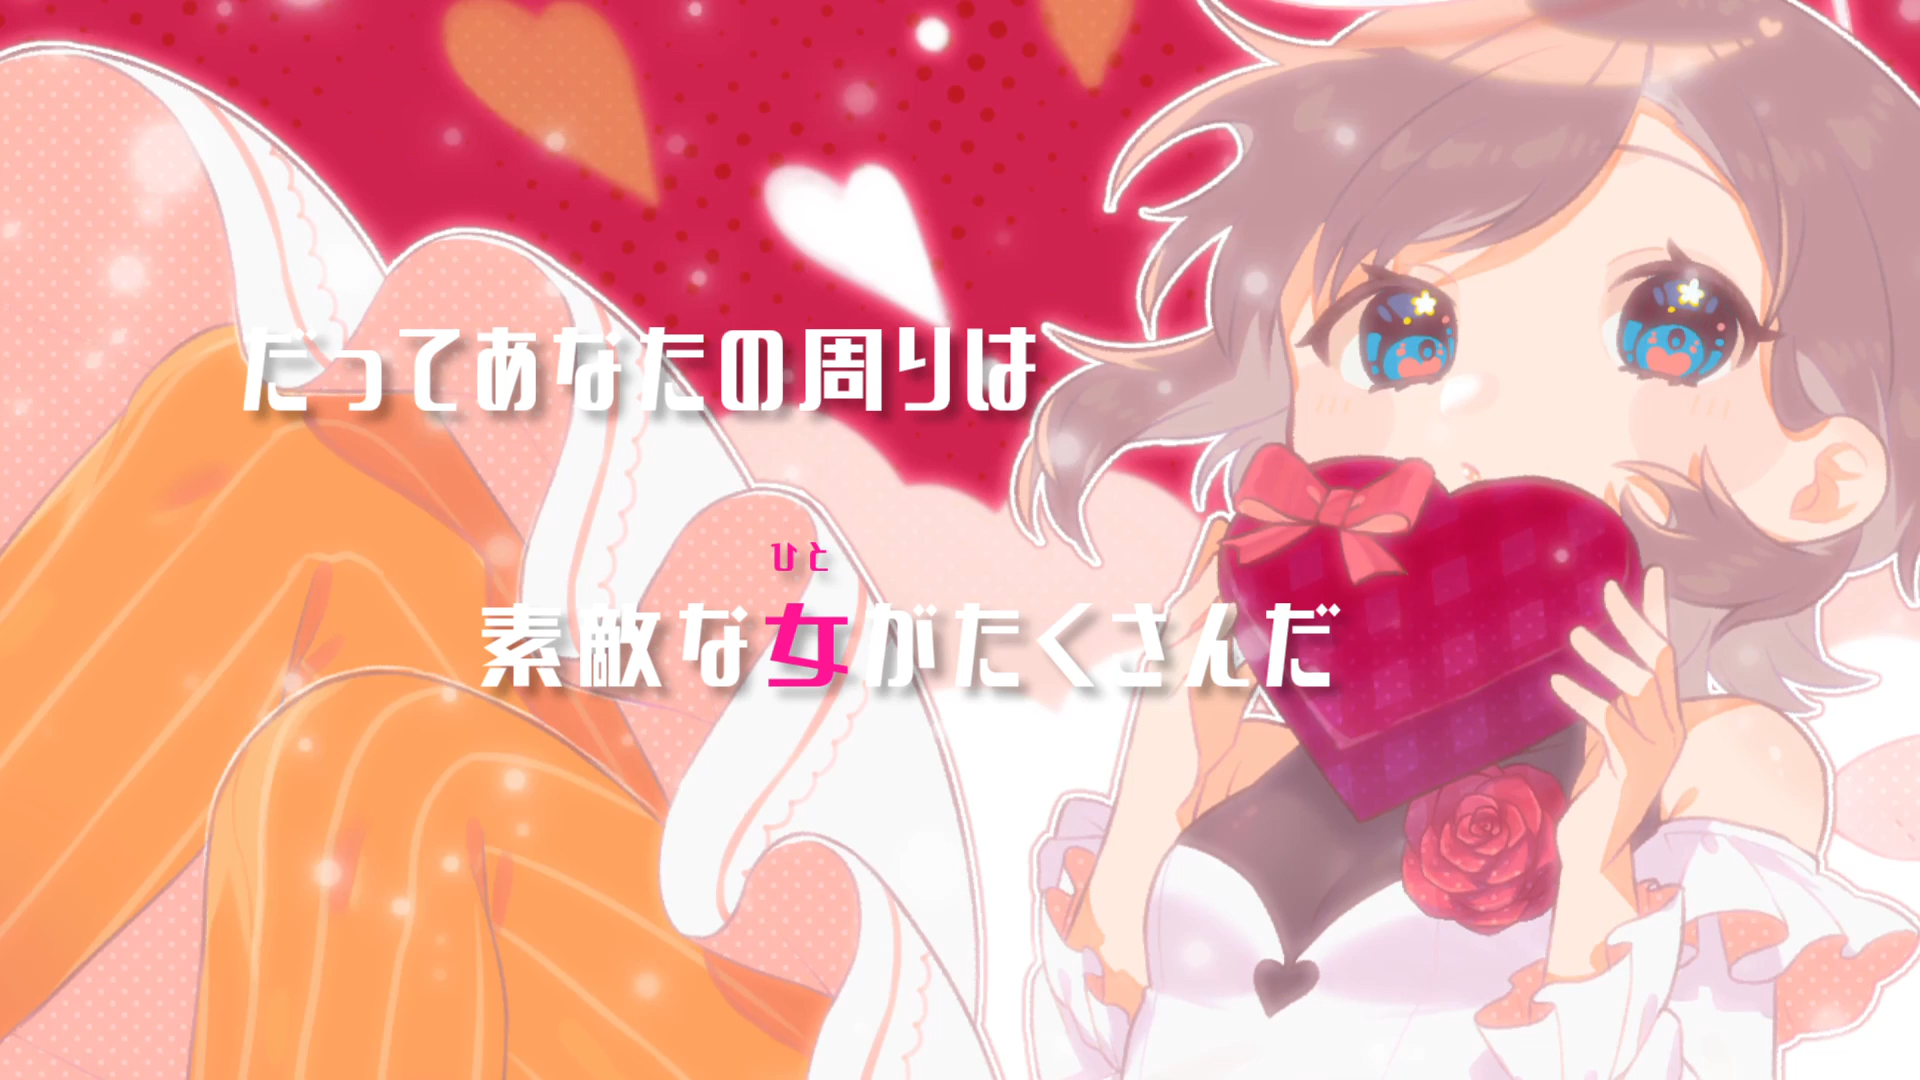 だってあなたの周りは
ひと
素敵な女がたくさんだ